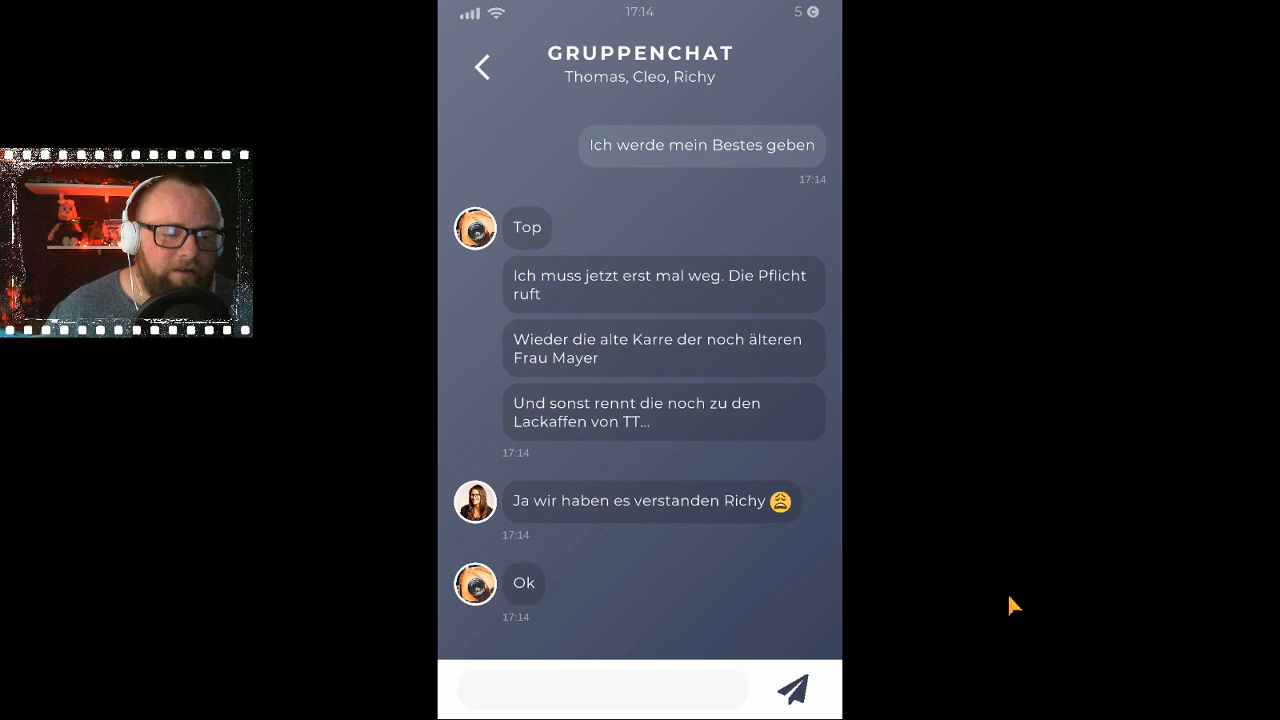 17:14
5
GRUPPENCHAT
Thomas, Cleo, Richy
Ich werde mein Bestes geben
17:14
Top
Ich muss jetzt erst mal weg. Die Pflicht
ruft
Wieder die alte Karre der noch älteren
Frau Mayer
Und sonst rennt die noch zu den
Lackaffen von TT...
17:14
Ja wir haben es verstanden Richy 😩
17:14
Ok
17:14